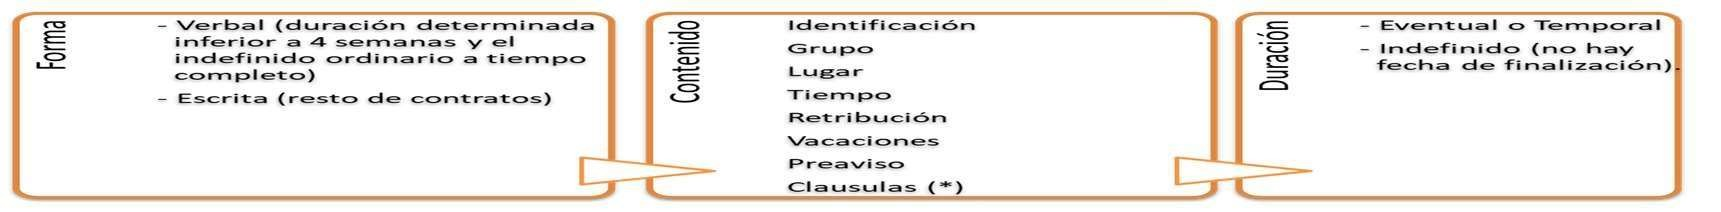 Forma
- Verbal (duración determinada
inferior a 4 semanas y el
indefinido ordinario a tiempo
completo)
- Escrita (resto de contratos)
Contenido
Identificación
Grupo
Lugar
Tiempo
Retribución
Vacaciones
Preaviso
Clausulas (*)
Duración
- Eventual o Temporal
- Indefinido (no hay
fecha de finalización).